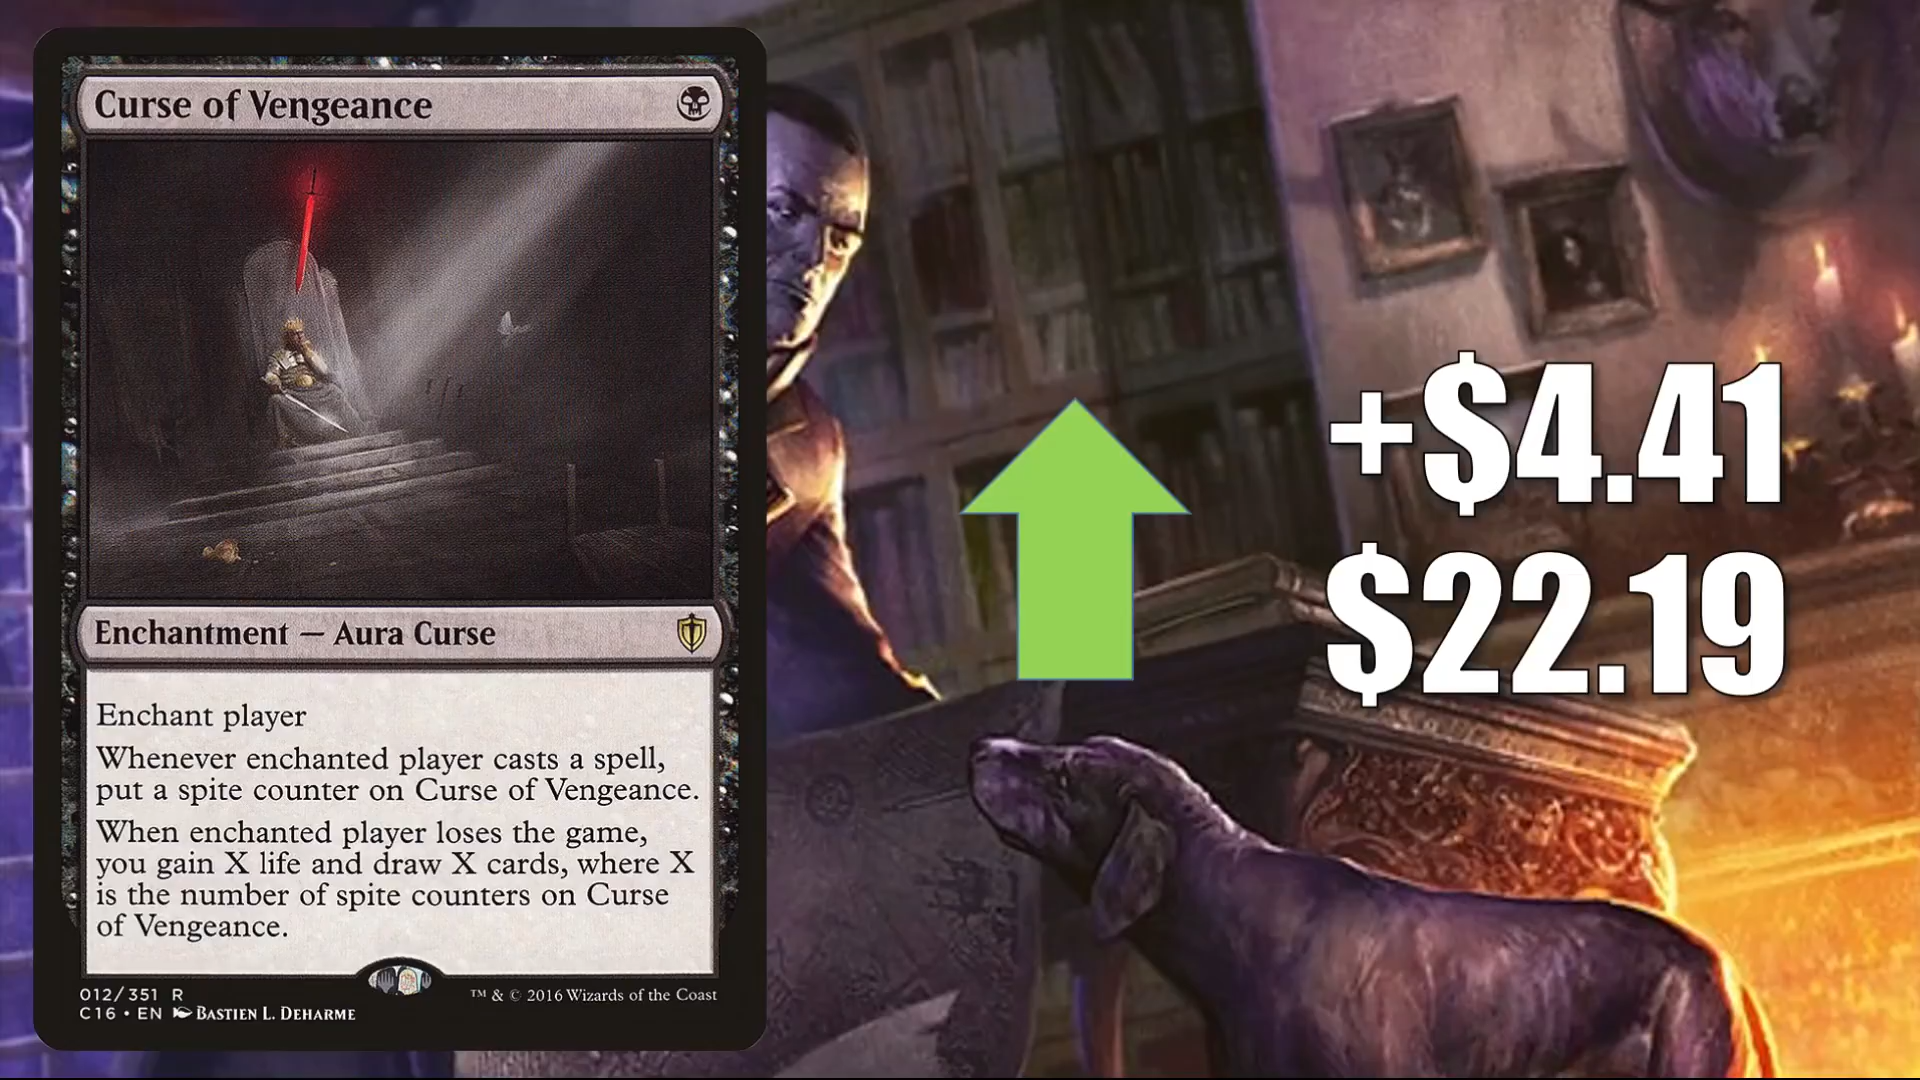 Curse of Vengeance
Enchantment — Aura Curse
Enchant player
Whenever enchanted player casts a spell,
put a spite counter on Curse of Vengeance.
When enchanted player loses the game,
you gain X life and draw X cards, where X
is the number of spite counters on Curse
of Vengeance.
012/351 R
C16 • EN BASTIEN L. DEHARME
™ & © 2016 Wizards of the Coast
+$4.41
$22.19